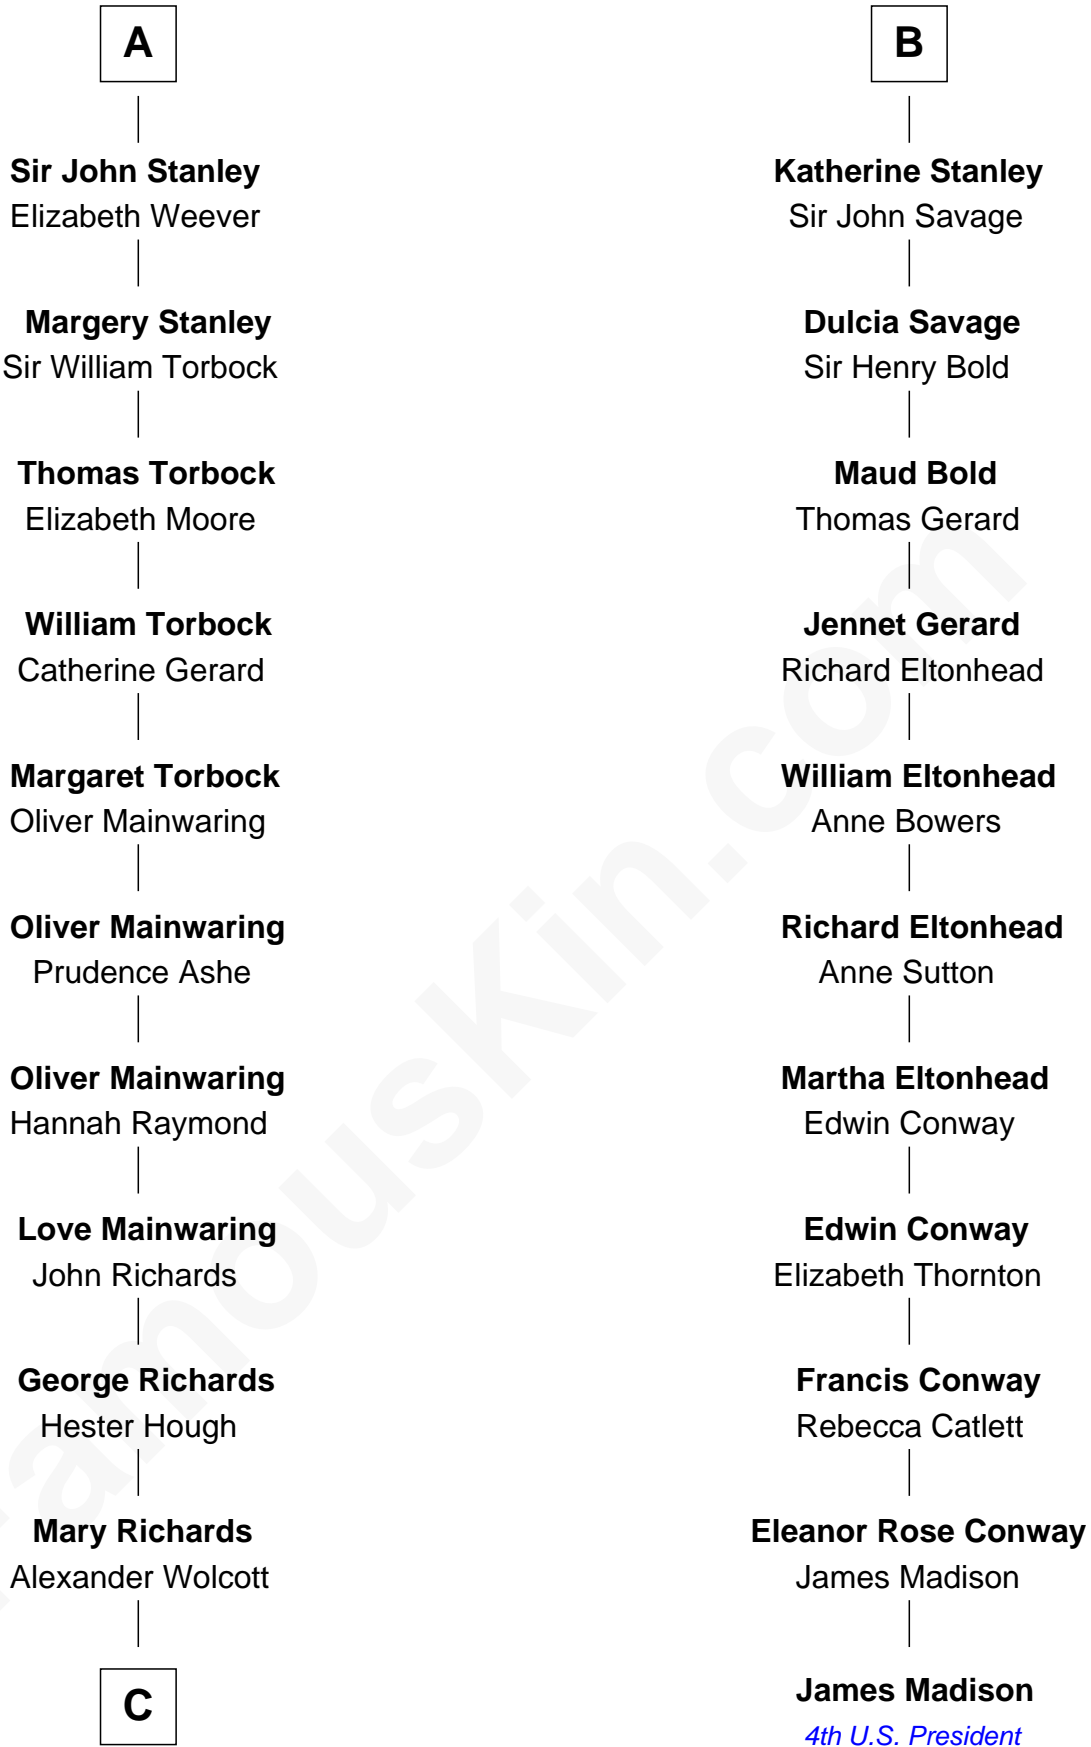 A
Sir John Stanley
Elizabeth Weever
Margery Stanley
Sir William Torbock
Thomas Torbock
Elizabeth Moore
William Torbock
Catherine Gerard
Margaret Torbock
Oliver Mainwaring
Oliver Mainwaring
Prudence Ashe
Oliver Mainwaring
Hannah Raymond
Love Mainwaring
John Richards
George Richards
Hester Hough
Mary Richards
Alexander Wolcott
C
B
Katherine Stanley
Sir John Savage
Dulcia Savage
Sir Henry Bold
Maud Bold
Thomas Gerard
Jennet Gerard
Richard Eltonhead
William Eltonhead
Anne Bowers
Richard Eltonhead
Anne Sutton
Martha Eltonhead
Edwin Conway
Edwin Conway
Elizabeth Thornton
Francis Conway
Rebecca Catlett
Eleanor Rose Conway
James Madison
James Madison
4th U.S. President
FamousKin.com